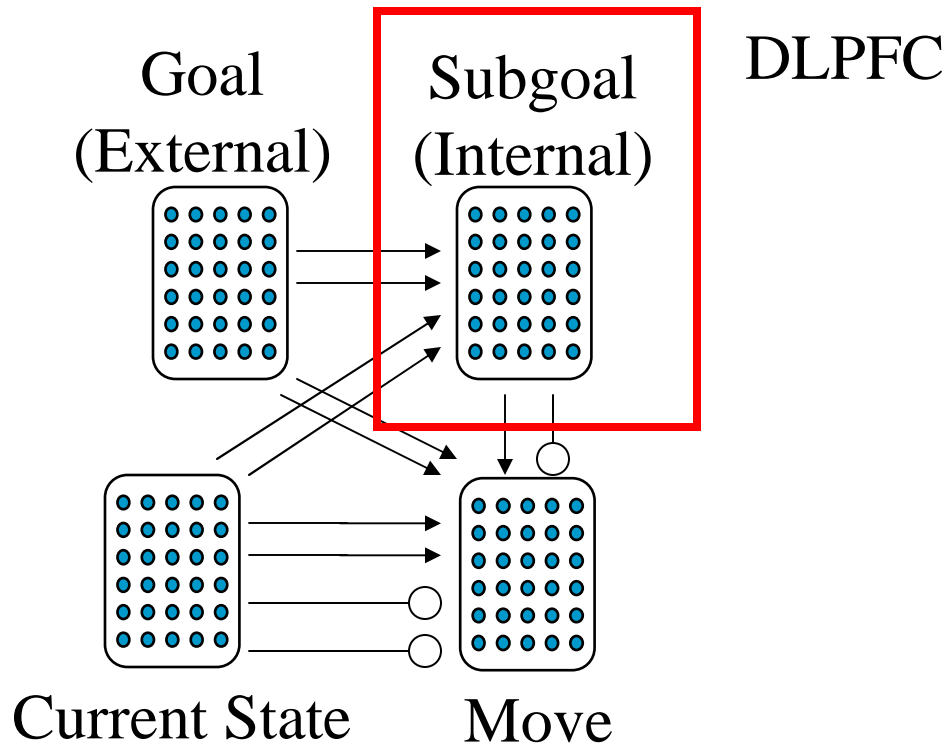 Goal
(External)
Subgoal
(Internal)
DLPFC
Current State
Move